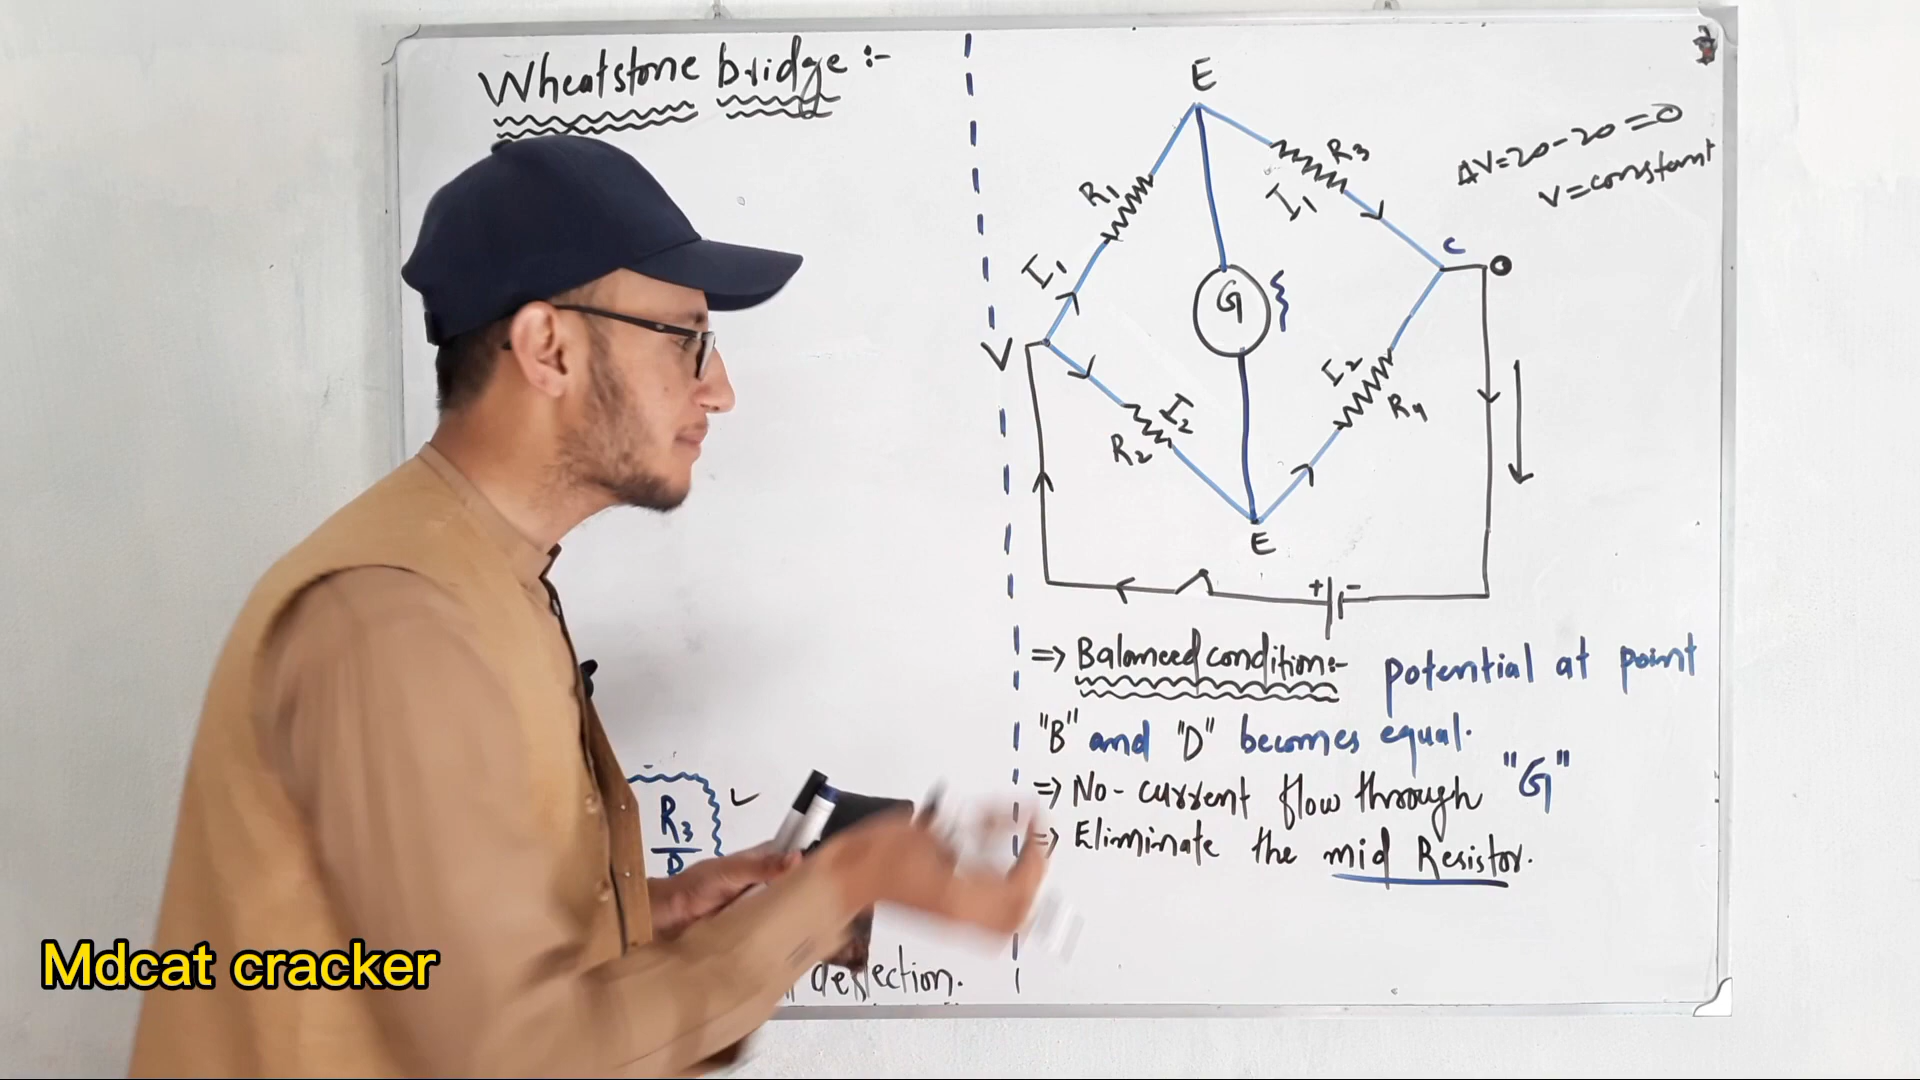 Wheatstone bridge :-
E
R1
R3
I1
I1
ΔV=20-20=0
V=constant
C
G
I2
R2
I2
R4
E
+ -
=> Balanced condition:- potential at point
"B" and "D" becomes equal.
=> No-current flow through "G"
=> Eliminate the mid Resistor.
R3
deflection.
Mdcat cracker